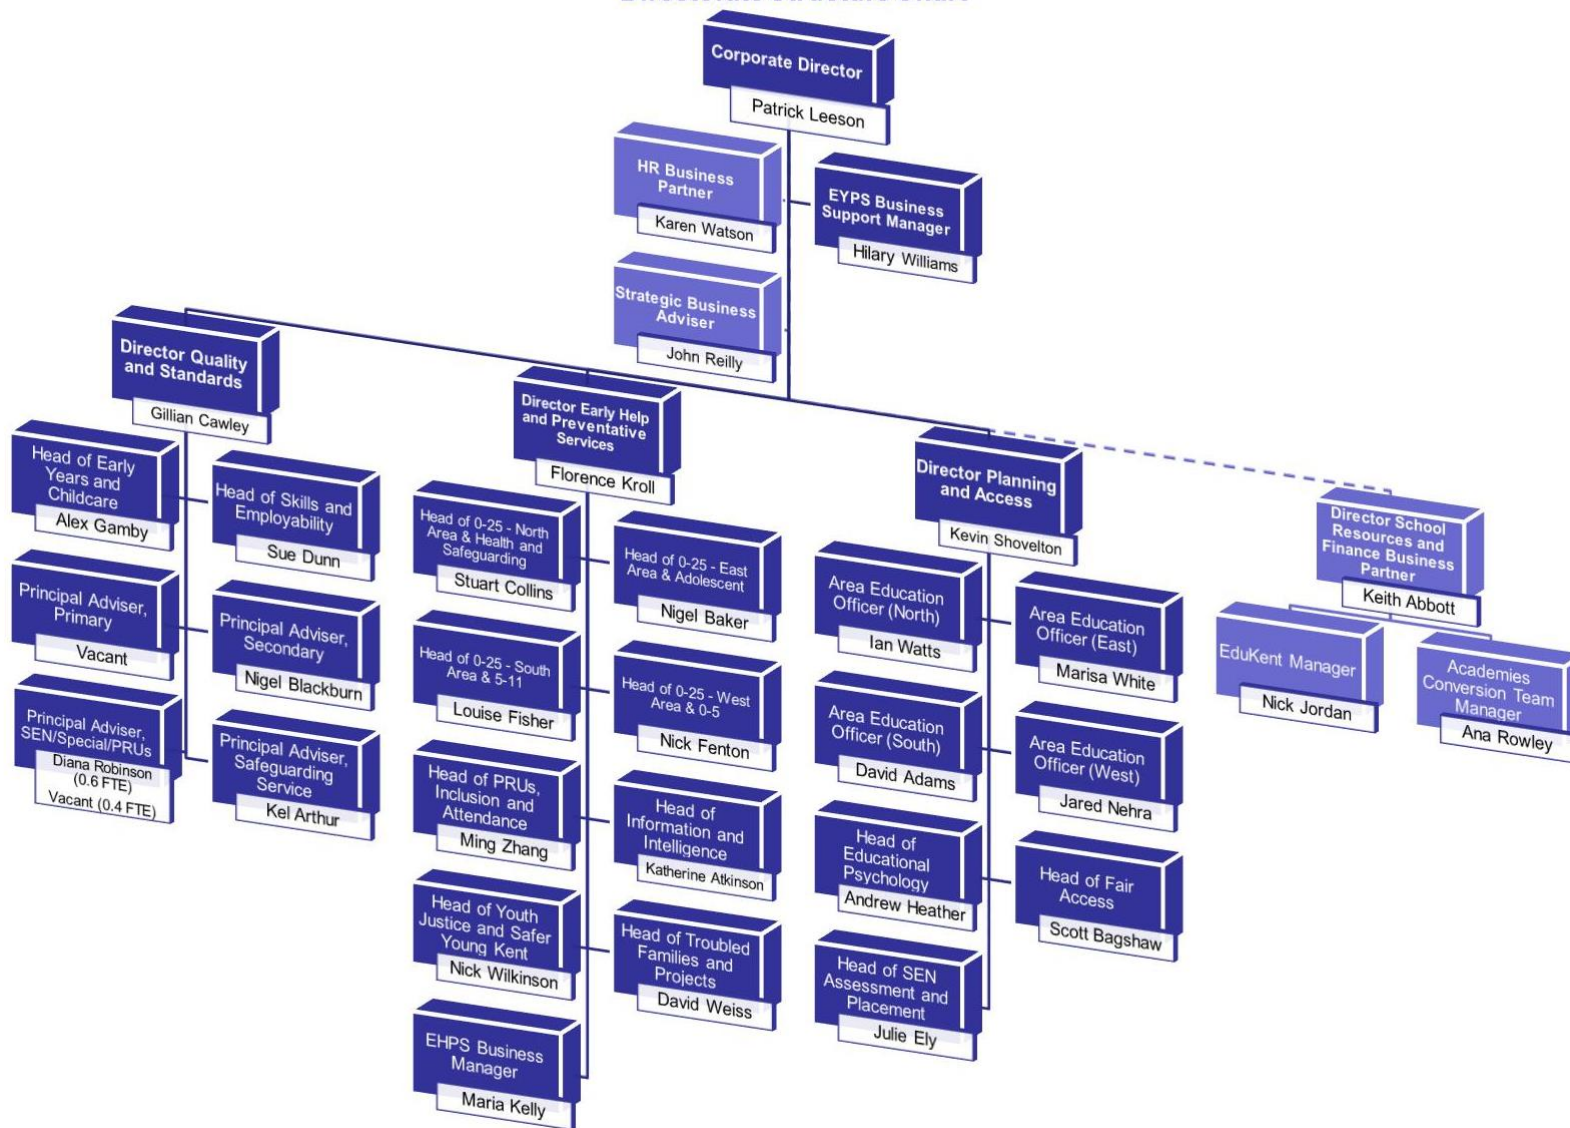 Corporate Director
Patrick Leeson
HR Business
Partner
Karen Watson
EYPS Business
Support Manager
Hilary Williams
Strategic Business
Adviser
John Reilly
Director Quality
and Standards
Gillian Cawley
Head of Early
Years and
Childcare
Alex Gamby
Head of Skills and
Employability
Sue Dunn
Principal Adviser,
Primary
Vacant
Principal Adviser,
Secondary
Nigel Blackburn
Principal Adviser,
SEN/Special/PRUs
Diana Robinson
(0.6 FTE)
Vacant (0.4 FTE)
Principal Adviser,
Safeguarding
Service
Kel Arthur
Director Early Help
and Preventative
Services
Florence Kroll
Head of 0-25 - North
Area & Health and
Safeguarding
Stuart Collins
Head of 0-25 - East
Area & Adolescent
Nigel Baker
Head of 0-25 - South
Area & 5-11
Louise Fisher
Head of 0-25 - West
Area & 0-5
Nick Fenton
Head of PRUs,
Inclusion and
Attendance
Ming Zhang
Head of
Information and
Intelligence
Katherine Atkinson
Head of Youth
Justice and Safer
Young Kent
Nick Wilkinson
Head of Troubled
Families and
Projects
David Weiss
EHPS Business
Manager
Maria Kelly
Director Planning
and Access
Kevin Shovelton
Area Education
Officer (North)
Ian Watts
Area Education
Officer (East)
Marisa White
Area Education
Officer (South)
David Adams
Area Education
Officer (West)
Jared Nehra
Head of
Educational
Psychology
Andrew Heather
Head of Fair
Access
Scott Bagshaw
Head of SEN
Assessment and
Placement
Julie Ely
Director School
Resources and
Finance Business
Partner
Keith Abbott
EduKent Manager
Nick Jordan
Academies
Conversion Team
Manager
Ana Rowley